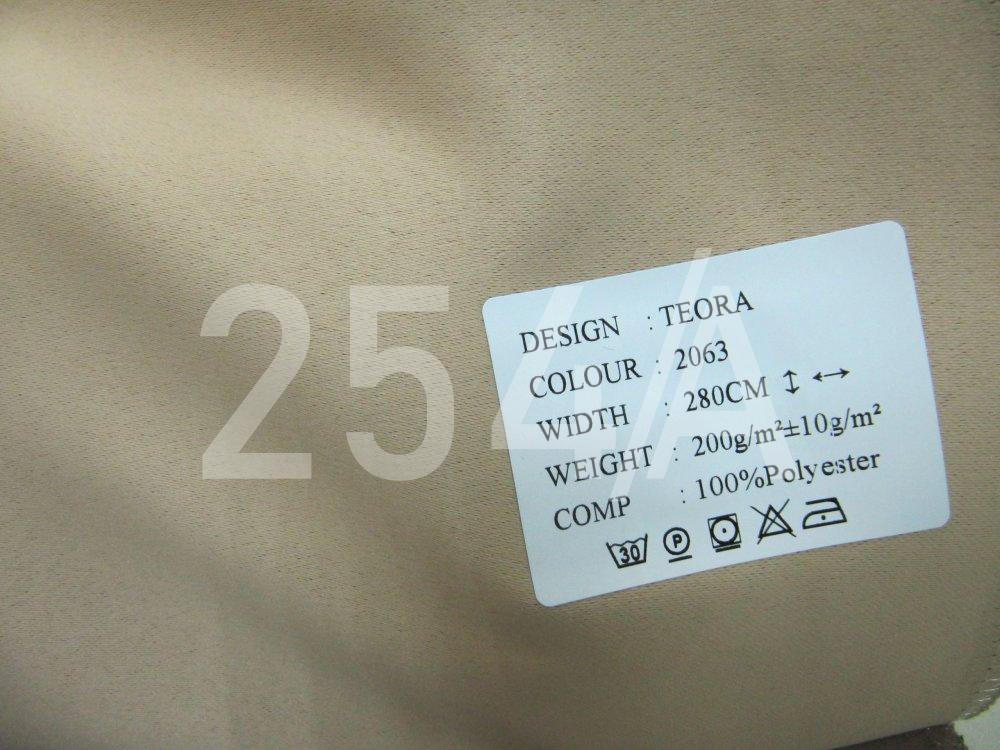 254/A
DESIGN : TEORA
COLOUR : 2063
WIDTH : 280CM ↕ ↔
WEIGHT : 200g/m²±10g/m²
COMP : 100%Polyester
30 P